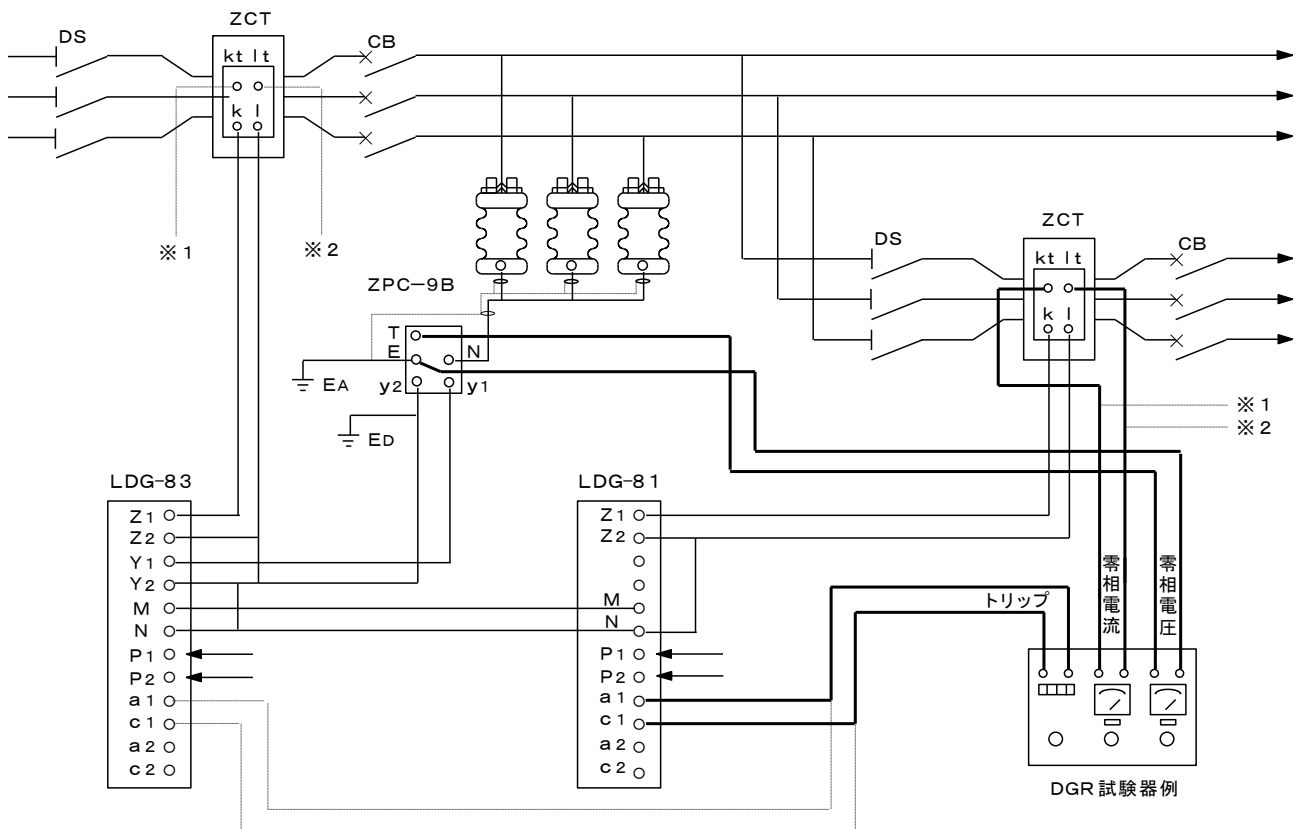 ZCT
DS
CB
kt lt
k l
※1
※2
ZPC-9B
T
E
N
y2
y1
EA
ED
ZCT
DS
CB
kt lt
k l
※1
※2
LDG-83
Z1
Z2
Y1
Y2
M
N
P1
P2
a1
c1
a2
c2
LDG-81
Z1
Z2
M
N
P1
P2
a1
c1
a2
c2
トリップ
零相電流
零相電圧
DGR試験器例